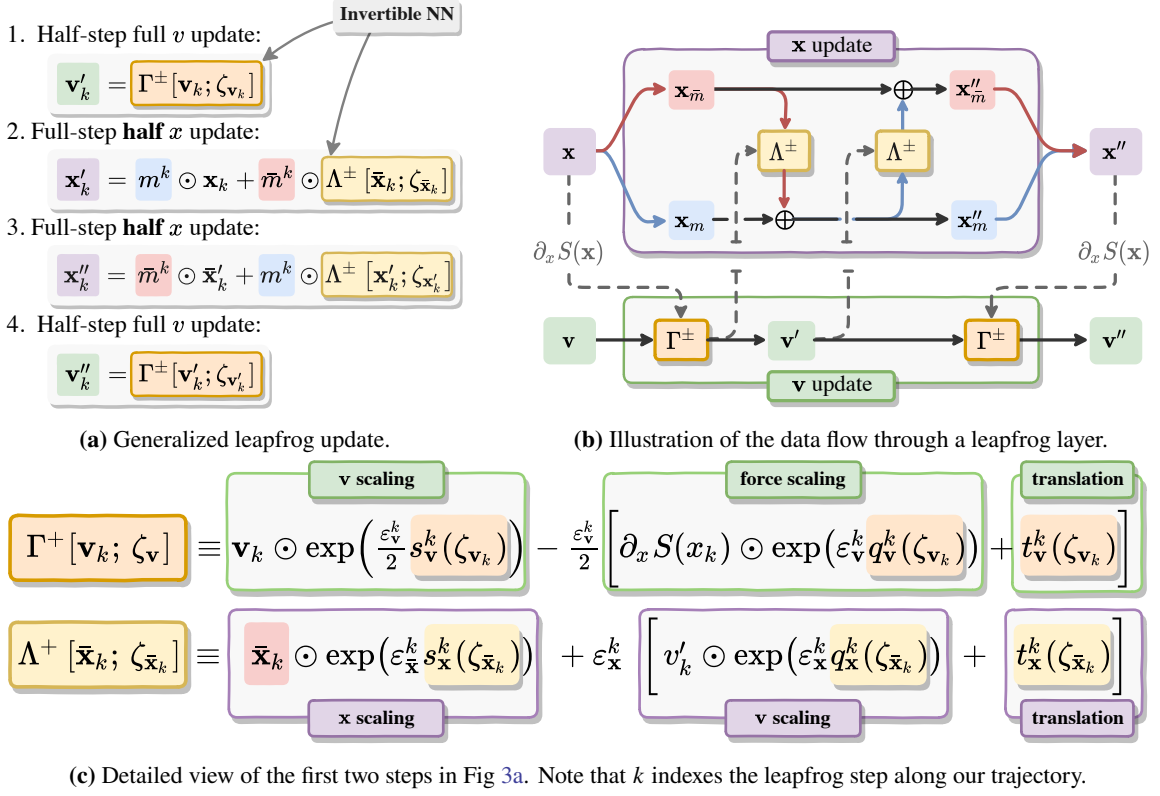 Invertible NN
1. Half-step full v update:
v′_k = Γ^±[v_k; ζ_{v_k}]
2. Full-step half x update:
x′_k = m^k ⊙ x_k + m̄^k ⊙ Λ^± [x̄_k; ζ_{x̄_k}]
3. Full-step half x update:
x″_k = m̄^k ⊙ x̄′_k + m^k ⊙ Λ^± [x′_k; ζ_{x′_k}]
4. Half-step full v update:
v″_k = Γ^±[v′_k; ζ_{v′_k}]
(a) Generalized leapfrog update.
x update
x_m̄ ⊕ x″_m̄
x Λ^± Λ^± x″
x_m ⊕ x″_m
∂_x S(x) ∂_x S(x)
v Γ^± v′ Γ^± v″
v update
(b) Illustration of the data flow through a leapfrog layer.
v scaling force scaling translation
Γ^+[v_k; ζ_v] ≡ v_k ⊙ exp(ε^k_v/2 s^k_v(ζ_{v_k})) − ε^k_v/2 [∂_x S(x_k) ⊙ exp(ε^k_v q^k_v(ζ_{v_k})) + t^k_v(ζ_{v_k})]
Λ^+ [x̄_k; ζ_{x̄_k}] ≡ x̄_k ⊙ exp(ε^k_x̄ s^k_x(ζ_{x̄_k})) + ε^k_x [v′_k ⊙ exp(ε^k_x q^k_x(ζ_{x̄_k})) + t^k_x(ζ_{x̄_k})]
x scaling v scaling translation
(c) Detailed view of the first two steps in Fig 3a. Note that k indexes the leapfrog step along our trajectory.